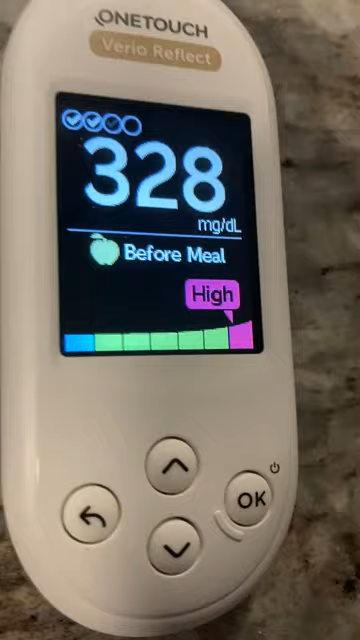 ONETOUCH
Verio Reflect
328
mg/dL
Before Meal
High
OK